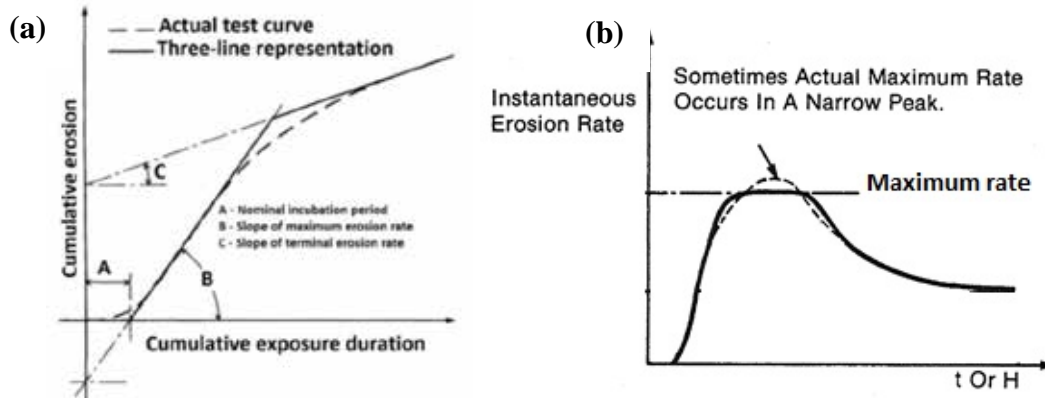 (a)
Actual test curve
Three-line representation
Cumulative erosion
C
A - Nominal incubation period
B - Slope of maximum erosion rate
C - Slope of terminal erosion rate
A
B
Cumulative exposure duration
(b)
Sometimes Actual Maximum Rate
Occurs In A Narrow Peak.
Instantaneous
Erosion Rate
Maximum rate
t Or H